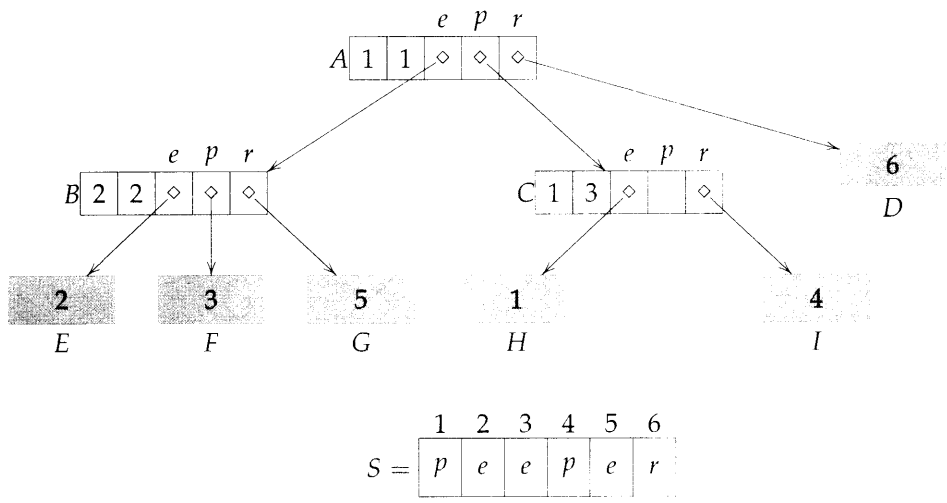 e p r
A 1 1
6
D
e p r
B 2 2
e p r
C 1 3
2 3 5 1 4
E F G H I
1 2 3 4 5 6
S = p e e p e r